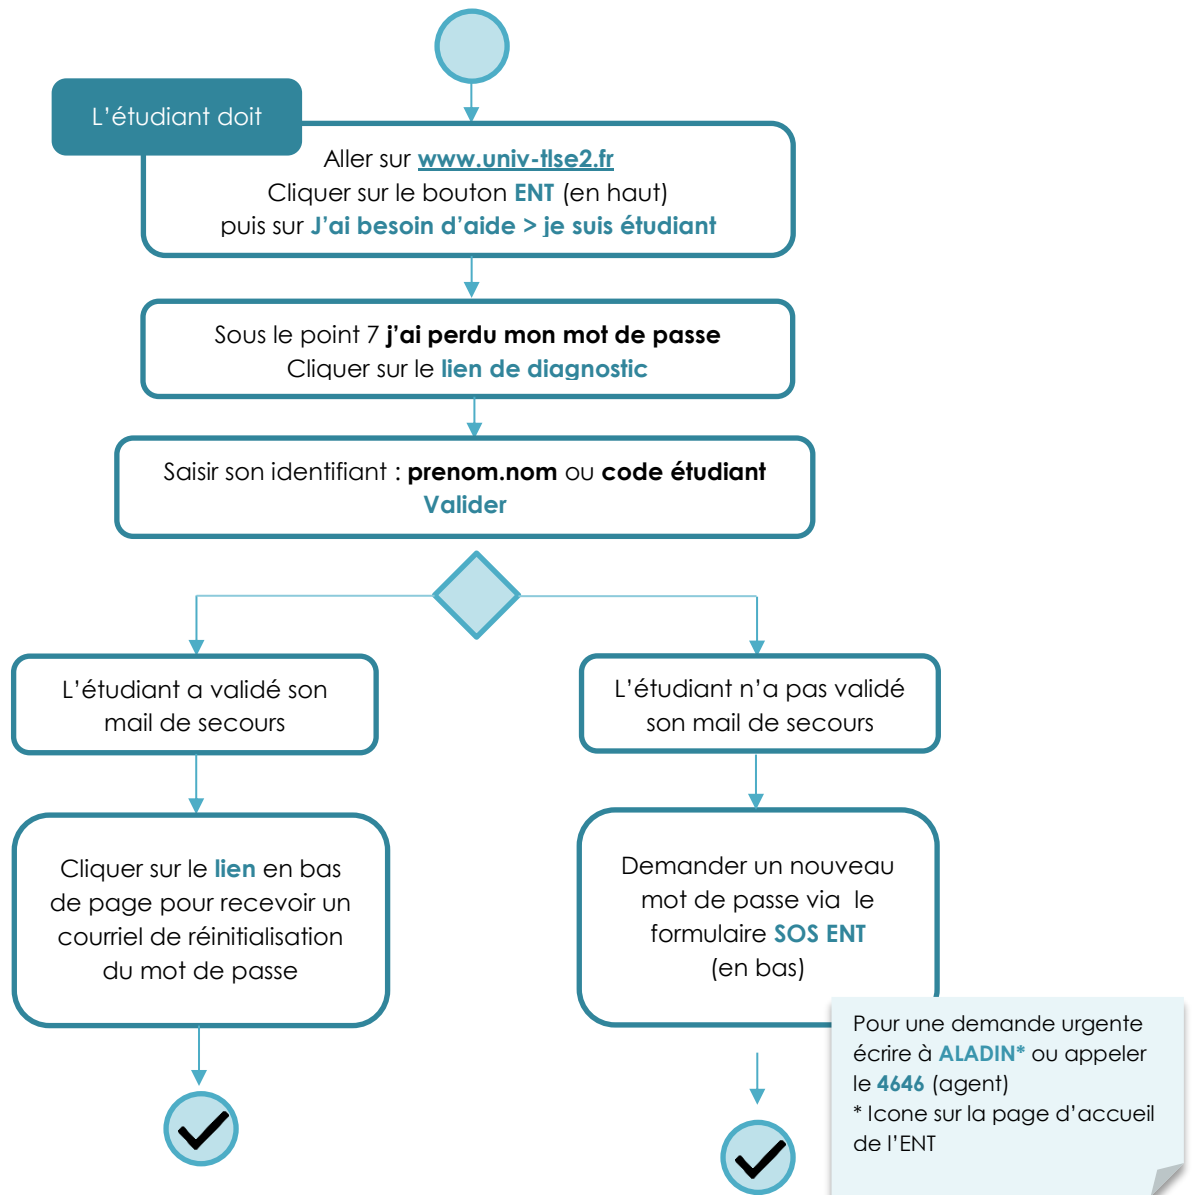 L'étudiant doit
Aller sur www.univ-tlse2.fr
Cliquer sur le bouton ENT (en haut)
puis sur J'ai besoin d'aide > je suis étudiant
Sous le point 7 j'ai perdu mon mot de passe
Cliquer sur le lien de diagnostic
Saisir son identifiant : prenom.nom ou code étudiant
Valider
L'étudiant a validé son
mail de secours
L'étudiant n'a pas validé
son mail de secours
Cliquer sur le lien en bas
de page pour recevoir un
courriel de réinitialisation
du mot de passe
Demander un nouveau
mot de passe via le
formulaire SOS ENT
(en bas)
Pour une demande urgente
écrire à ALADIN* ou appeler
le 4646 (agent)
* Icone sur la page d'accueil
de l'ENT